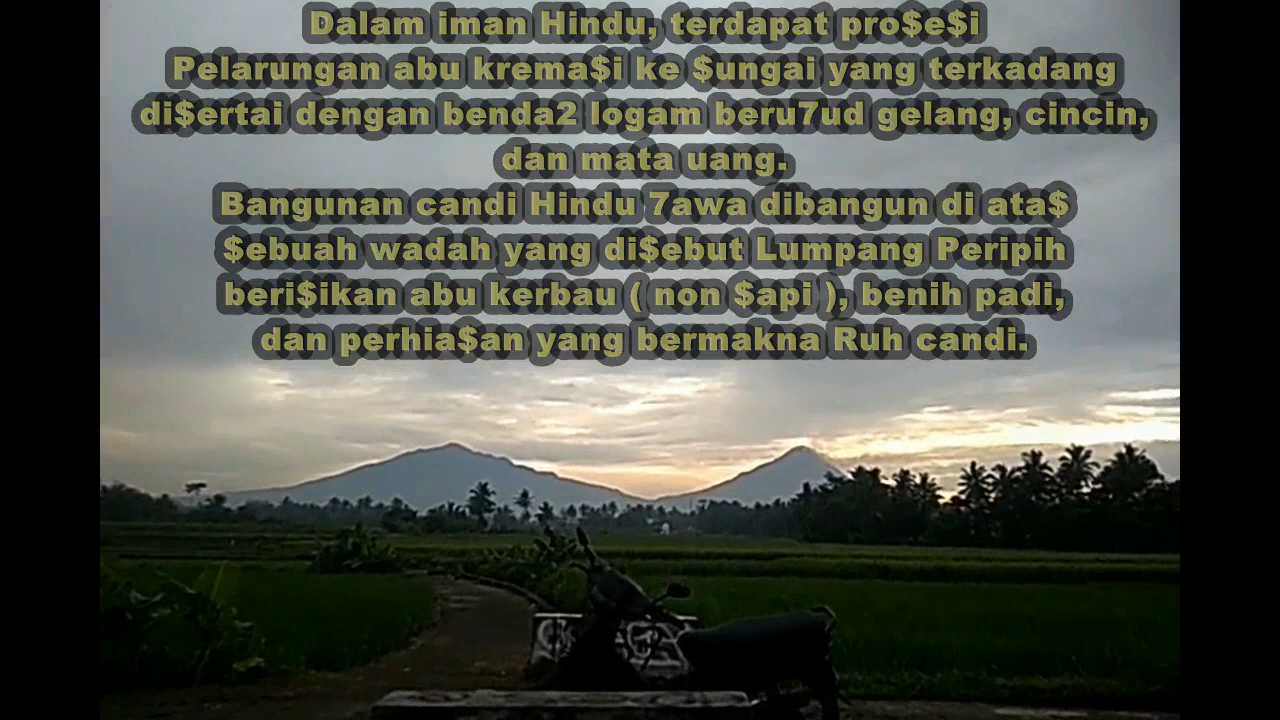 Dalam iman Hindu, terdapat pro$e$i
Pelarungan abu krema$i ke $ungai yang terkadang
di$ertai dengan benda2 logam beru7ud gelang, cincin,
dan mata uang.
Bangunan candi Hindu 7awa dibangun di ata$
$ebuah wadah yang di$ebut Lumpang Peripih
beri$ikan abu kerbau ( non $api ), benih padi,
dan perhia$an yang bermakna Ruh candi.